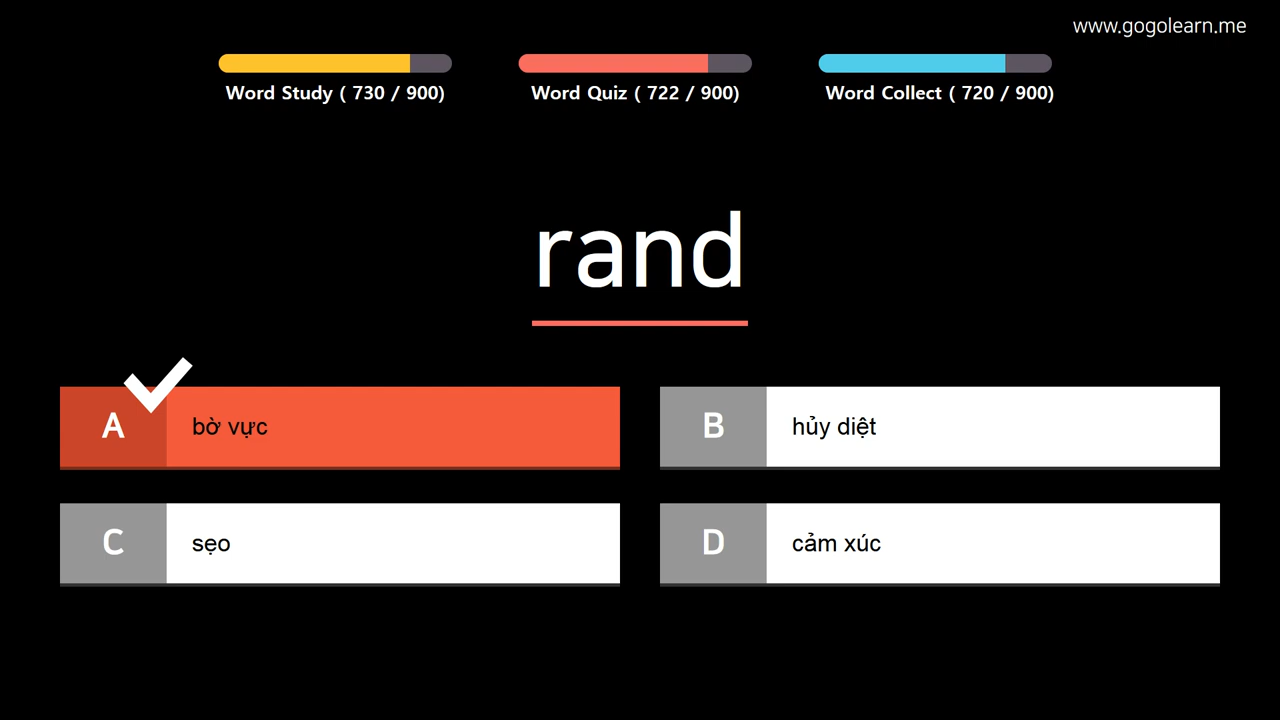 www.gogolearn.me
Word Study ( 730 / 900)
Word Quiz ( 722 / 900)
Word Collect ( 720 / 900)
rand
A bờ vực
B hủy diệt
C sẹo
D cảm xúc